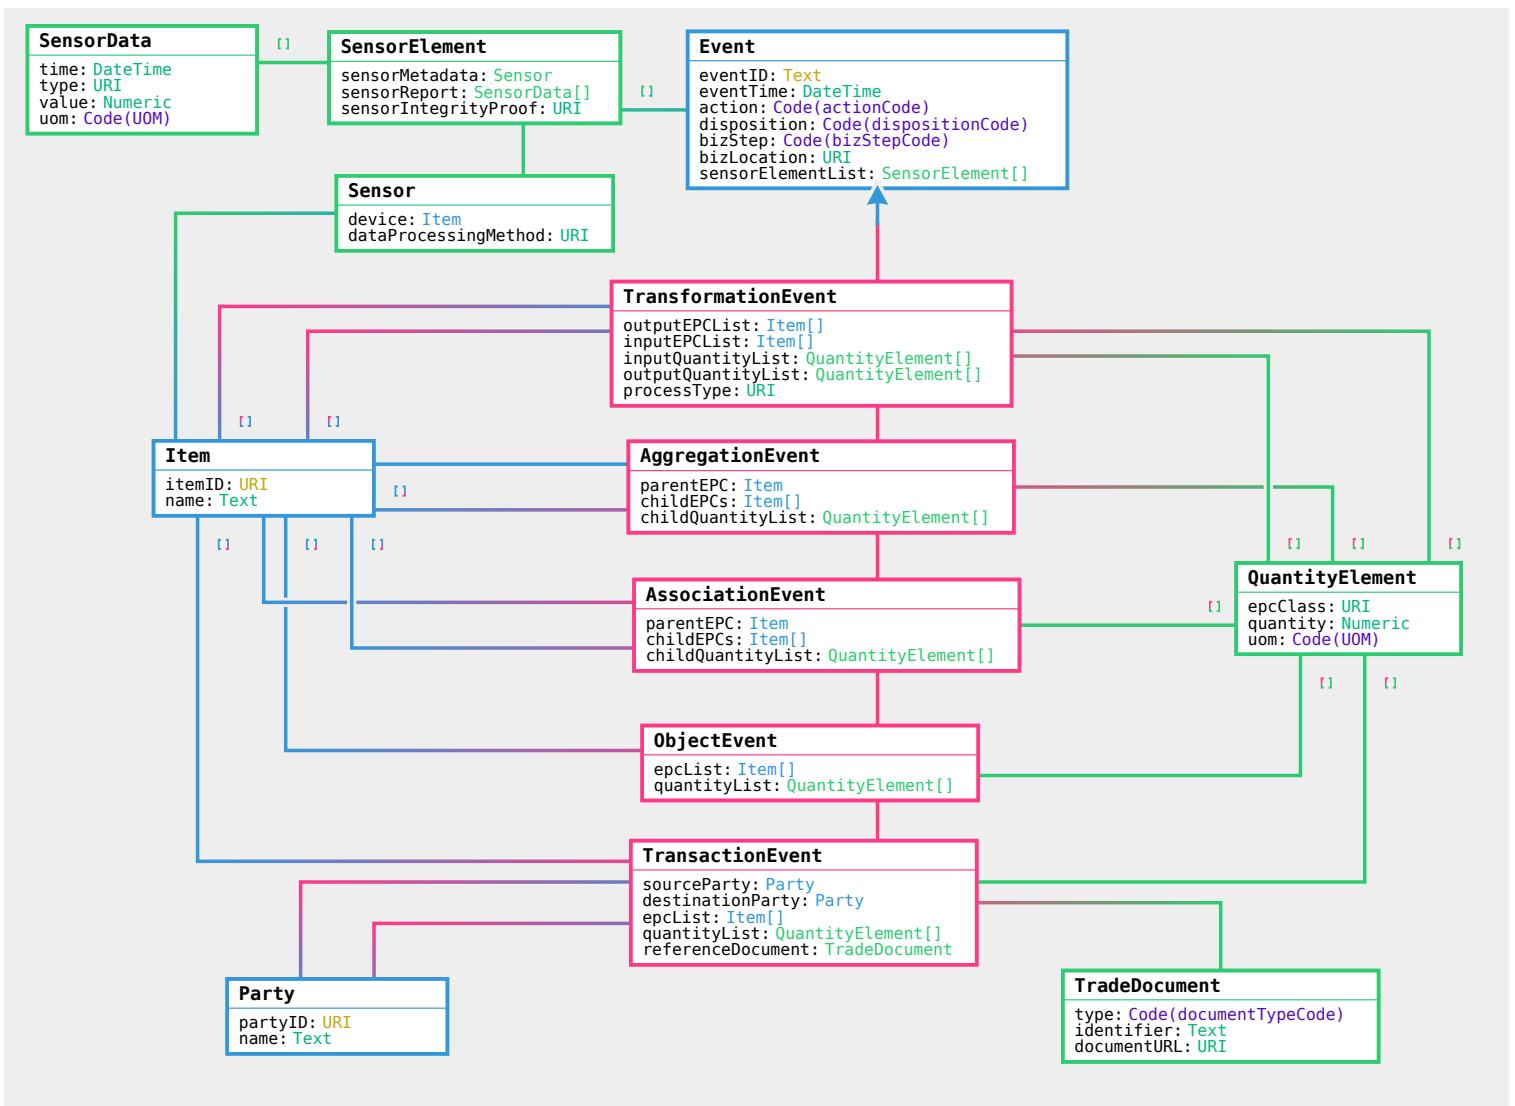 SensorData
time: DateTime
type: URI
value: Numeric
uom: Code(UOM)
[]
SensorElement
sensorMetadata: Sensor
sensorReport: SensorData[]
sensorIntegrityProof: URI
[]
Event
eventID: Text
eventTime: DateTime
action: Code(actionCode)
disposition: Code(dispositionCode)
bizStep: Code(bizStepCode)
bizLocation: URI
sensorElementList: SensorElement[]
Sensor
device: Item
dataProcessingMethod: URI
TransformationEvent
outputEPCList: Item[]
inputEPCList: Item[]
inputQuantityList: QuantityElement[]
outputQuantityList: QuantityElement[]
processType: URI
[]
[]
Item
itemID: URI
name: Text
[]
[]
[]
[]
AggregationEvent
parentEPC: Item
childEPCs: Item[]
childQuantityList: QuantityElement[]
[]
[]
[]
AssociationEvent
parentEPC: Item
childEPCs: Item[]
childQuantityList: QuantityElement[]
[]
QuantityElement
epcClass: URI
quantity: Numeric
uom: Code(UOM)
[]
[]
ObjectEvent
epcList: Item[]
quantityList: QuantityElement[]
TransactionEvent
sourceParty: Party
destinationParty: Party
epcList: Item[]
quantityList: QuantityElement[]
referenceDocument: TradeDocument
Party
partyID: URI
name: Text
TradeDocument
type: Code(documentTypeCode)
identifier: Text
documentURL: URI